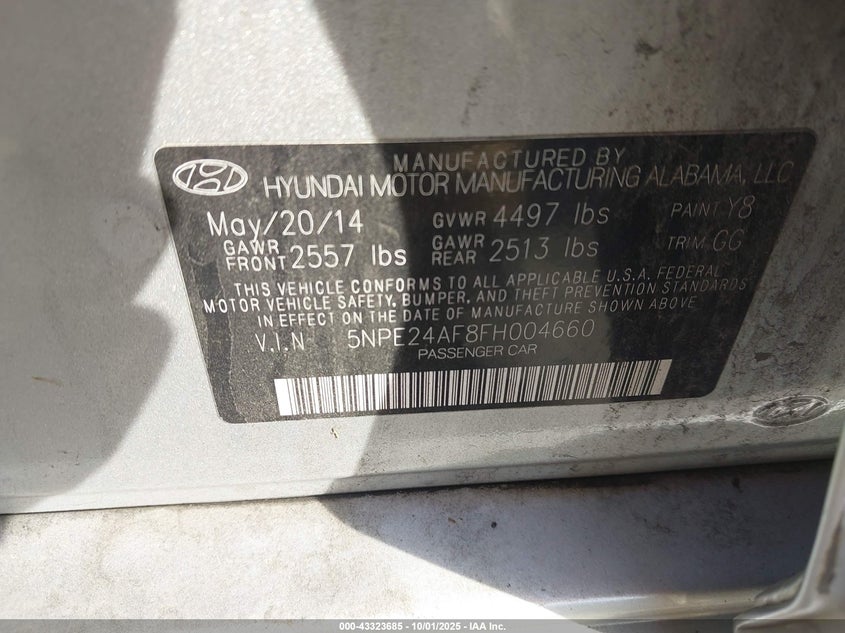 MANUFACTURED BY
HYUNDAI MOTOR MANUFACTURING ALABAMA, LLC
May/20/14 GVWR 4497 lbs PAINT Y8
GAWR FRONT 2557 lbs GAWR REAR 2513 lbs TRIM GG
THIS VEHICLE CONFORMS TO ALL APPLICABLE U.S.A. FEDERAL
MOTOR VEHICLE SAFETY, BUMPER, AND THEFT PREVENTION STANDARDS
IN EFFECT ON THE DATE OF MANUFACTURE SHOWN ABOVE
V.I.N 5NPE24AF8FH004660
PASSENGER CAR
000-43323685 - 10/01/2025 - IAA Inc.